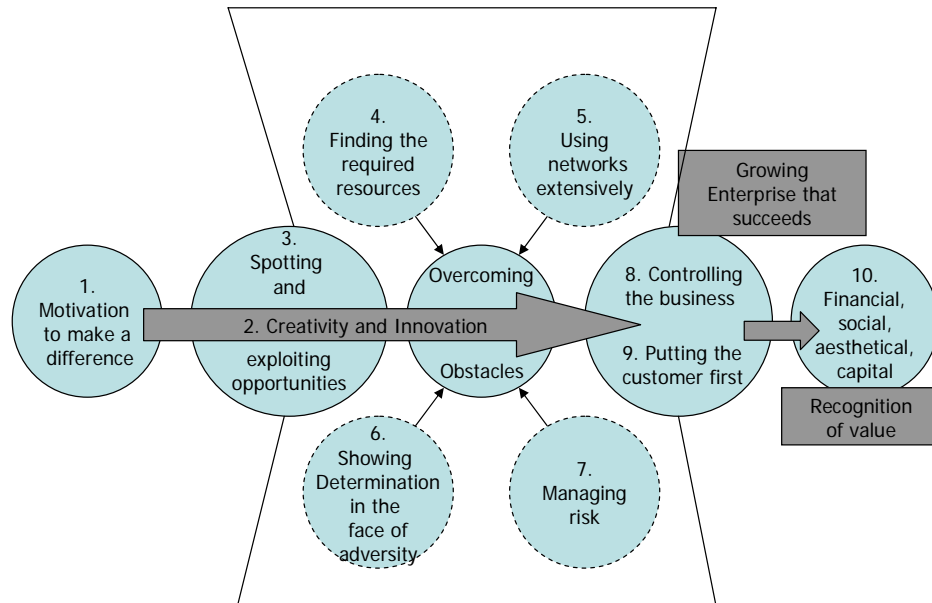 1.
Motivation
to make a
difference
2. Creativity and Innovation
3.
Spotting
and
exploiting
opportunities
4.
Finding the
required
resources
5.
Using
networks
extensively
Overcoming
Obstacles
6.
Showing
Determination
in the
face of
adversity
7.
Managing
risk
Growing
Enterprise that
succeeds
8. Controlling
the business
9. Putting the
customer first
10.
Financial,
social,
aesthetical,
capital
Recognition
of value